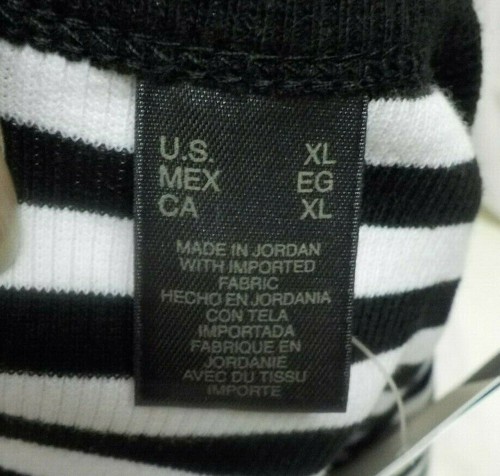 U.S. XL
MEX EG
CA XL
MADE IN JORDAN
WITH IMPORTED
FABRIC
HECHO EN JORDANIA
CON TELA
IMPORTADA
FABRIQUE EN
JORDANIE
AVEC DU TISSU
IMPORTE